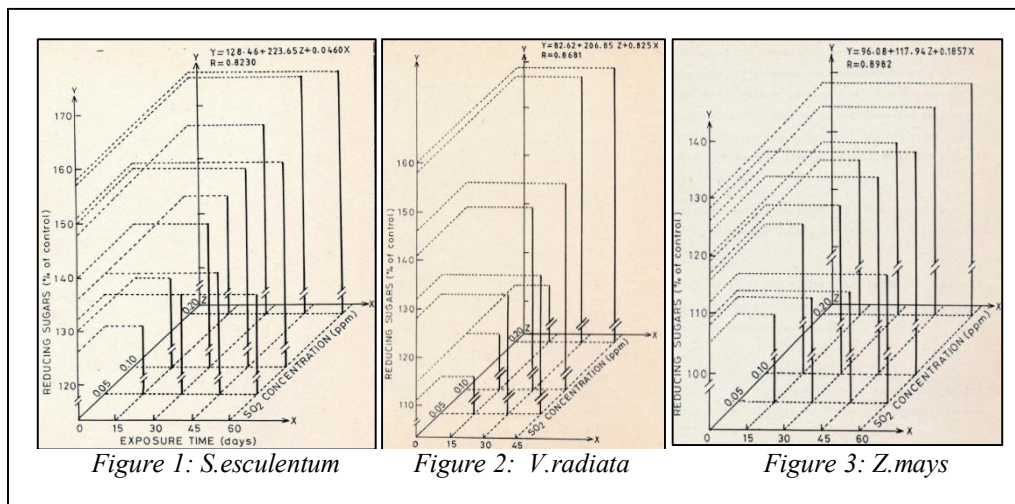 Y
Y=128·46+223.65Z+0.0460X
R=0.8230
Y
170
160
150
140
130
120
REDUCING SUGARS (% of control)
0.20
0.10
0.05
Z
X
SO2 CONCENTRATION (ppm)
0 15 30 45 60
X
EXPOSURE TIME (days)
Figure 1: S.esculentum
Y
Y=82.62+206.85Z+0.825X
R=0.8681
Y
160
150
140
130
120
110
REDUCING SUGARS (% of control)
0.20
0.10
0.05
Z
X
SO2 CONCENTRATION (ppm)
0 15 30 45
X
Figure 2: V.radiata
Y
Y=96·08+117.94Z+0.1857X
R=0.8982
Y
140
130
120
110
100
REDUCING SUGARS (% of control)
0.20
0.10
0.05
Z
X
SO2 CONCENTRATION (ppm)
0 15 30 45 60
X
Figure 3: Z.mays